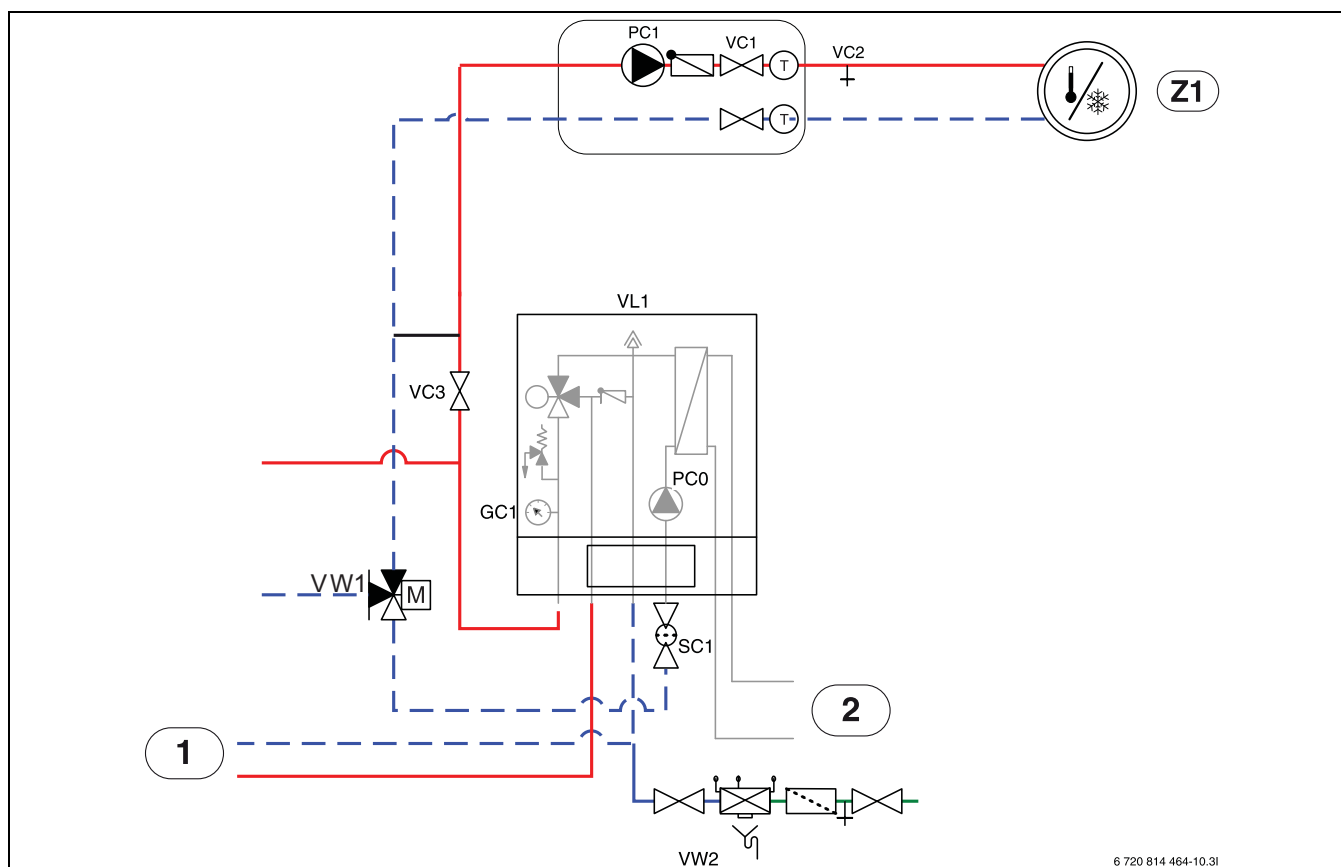 PC1
VC1
VC2
T
Z1
T
VL1
VC3
PC0
GC1
VW1
M
SC1
2
1
VW2
6 720 814 464-10.3I